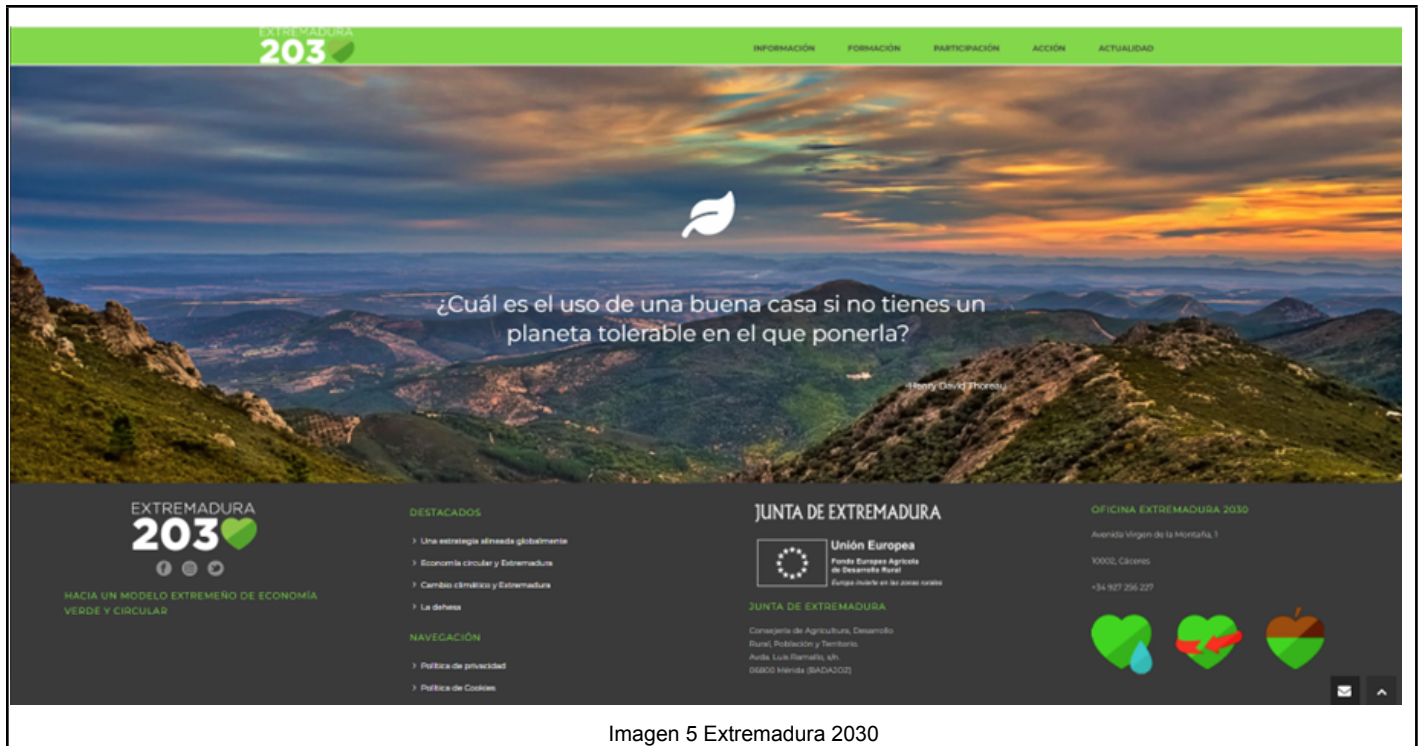 EXTREMADURA
203
INFORMACIÓN FORMACIÓN PARTICIPACIÓN ACCIÓN ACTUALIDAD
¿Cuál es el uso de una buena casa si no tienes un
planeta tolerable en el que ponerla?
-Henry David Thoreau
EXTREMADURA
203
HACIA UN MODELO EXTREMEÑO DE ECONOMÍA
VERDE Y CIRCULAR
DESTACADOS
> Una estrategia alineada globalmente
> Economía circular y Extremadura
> Cambio climático y Extremadura
> La dehesa
NAVEGACIÓN
> Política de privacidad
> Política de Cookies
JUNTA DE EXTREMADURA
Unión Europea
Fondo Europeo Agrícola
de Desarrollo Rural
Europa invierte en las zonas rurales
JUNTA DE EXTREMADURA
Consejería de Agricultura, Desarrollo
Rural, Población y Territorio.
Avda. Luis Ramallo, s/n.
06800 Mérida (BADAJOZ)
OFICINA EXTREMADURA 2030
Avenida Virgen de la Montaña, 1
10002, Cáceres
+34 927 256 227
Imagen 5 Extremadura 2030